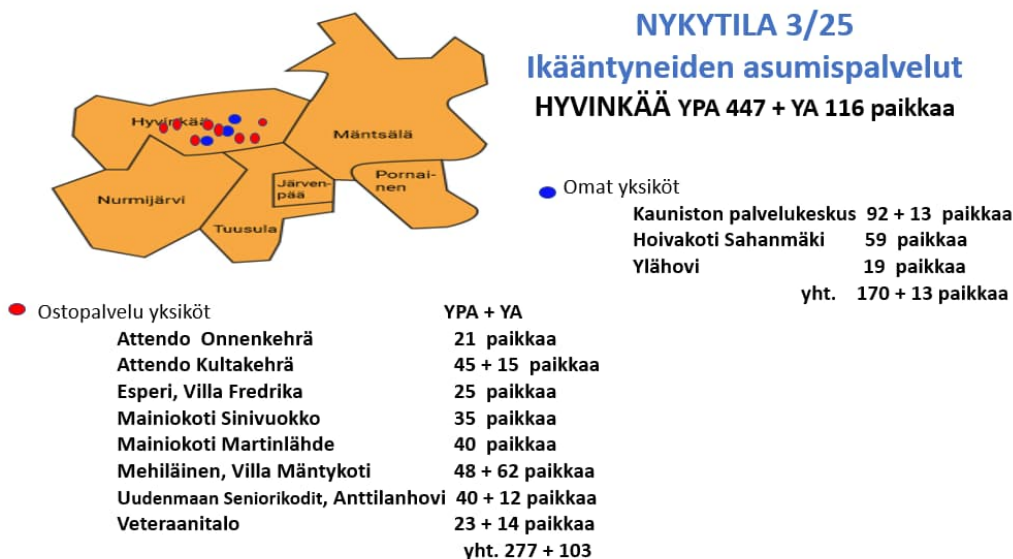 NYKYTILA 3/25
Ikääntyneiden asumispalvelut
HYVINKÄÄ YPA 447 + YA 116 paikkaa
Hyvinkää
Mäntsälä
Nurmijärvi
Järven-
pää
Pornai-
nen
Tuusula
Omat yksiköt
Kauniston palvelukeskus 92 + 13 paikkaa
Hoivakoti Sahanmäki 59 paikkaa
Ylähovi 19 paikkaa
yht. 170 + 13 paikkaa
Ostopalvelu yksiköt YPA + YA
Attendo Onnenkehrä 21 paikkaa
Attendo Kultakehrä 45 + 15 paikkaa
Esperi, Villa Fredrika 25 paikkaa
Mainiokoti Sinivuokko 35 paikkaa
Mainiokoti Martinlähde 40 paikkaa
Mehiläinen, Villa Mäntykoti 48 + 62 paikkaa
Uudenmaan Seniorikodit, Anttilanhovi 40 + 12 paikkaa
Veteraanitalo 23 + 14 paikkaa
yht. 277 + 103